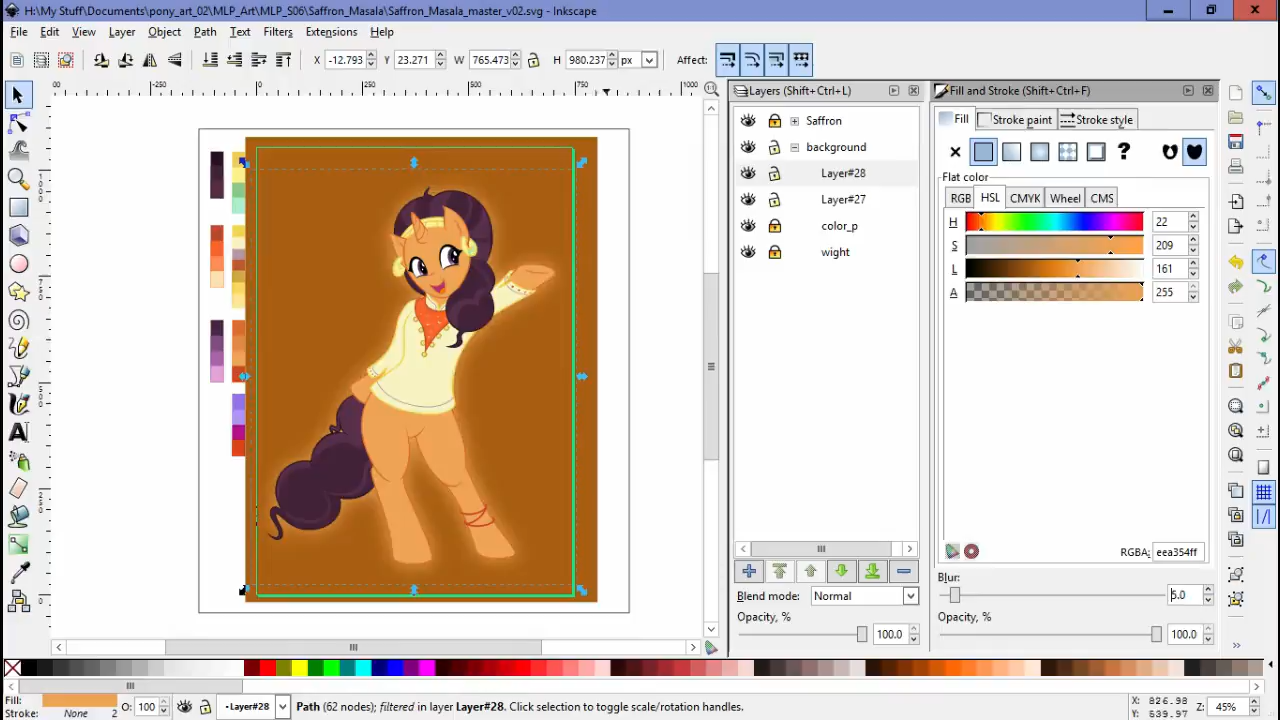 H:\My Stuff\Documents\pony_art_02\MLP_Art\MLP_S06\Saffron_Masala\Saffron_Masala_master_v02.svg - Inkscape
File Edit View Layer Object Path Text Filters Extensions Help
X -12.793 Y 23.271 W 765.473 H 980.237 px Affect:
Layers (Shift+Ctrl+L)
Saffron
background
Layer#28
Layer#27
color_p
wight
Blend mode: Normal
Opacity, %
100.0
Fill and Stroke (Shift+Ctrl+F)
Fill Stroke paint Stroke style
Flat color
RGB HSL CMYK Wheel CMS
H 22
S 209
L 161
A 255
RGBA: eea354ff
Blur:
5.0
Opacity, %
100.0
Fill:
Stroke: None 2
O: 100
•Layer#28
Path (62 nodes); filtered in layer Layer#28. Click selection to toggle scale/rotation handles.
X: 826.98
Y: 639.97
Z: 45%